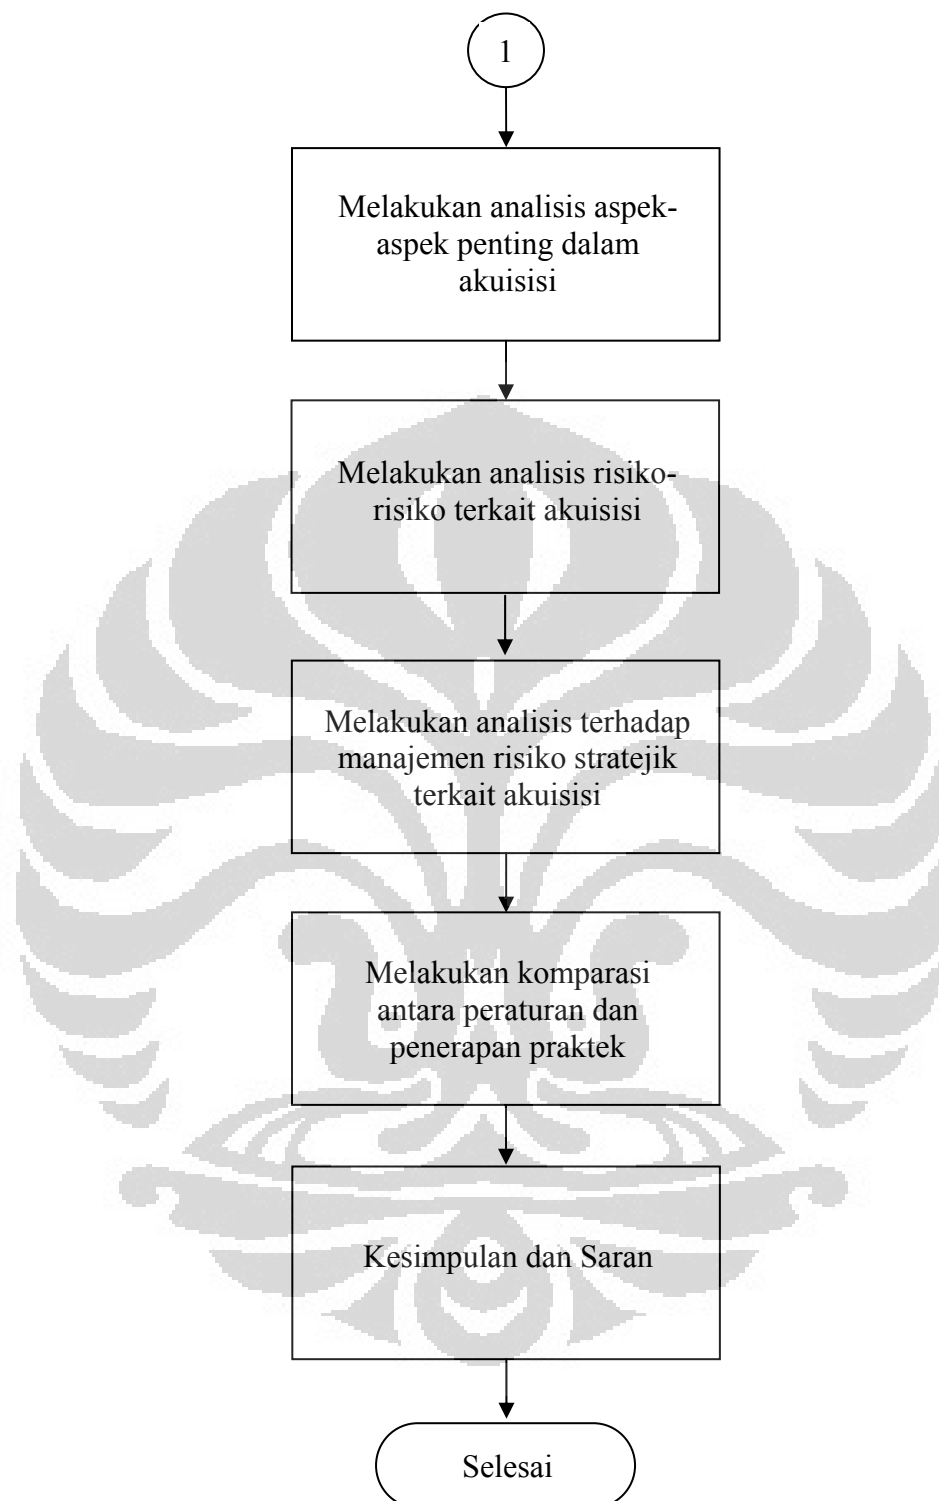 1
Melakukan analisis aspek-
aspek penting dalam
akuisisi
Melakukan analisis risiko-
risiko terkait akuisisi
Melakukan analisis terhadap
manajemen risiko stratejik
terkait akuisisi
Melakukan komparasi
antara peraturan dan
penerapan praktek
Kesimpulan dan Saran
Selesai